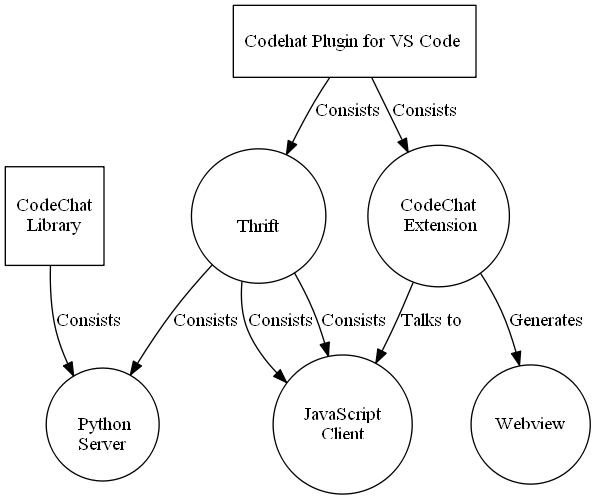 Codehat Plugin for VS Code
Consists
Consists
CodeChat
Library
Thrift
CodeChat
Extension
Consists
Consists
Consists
Consists
Talks to
Generates
Python
Server
JavaScript
Client
Webview